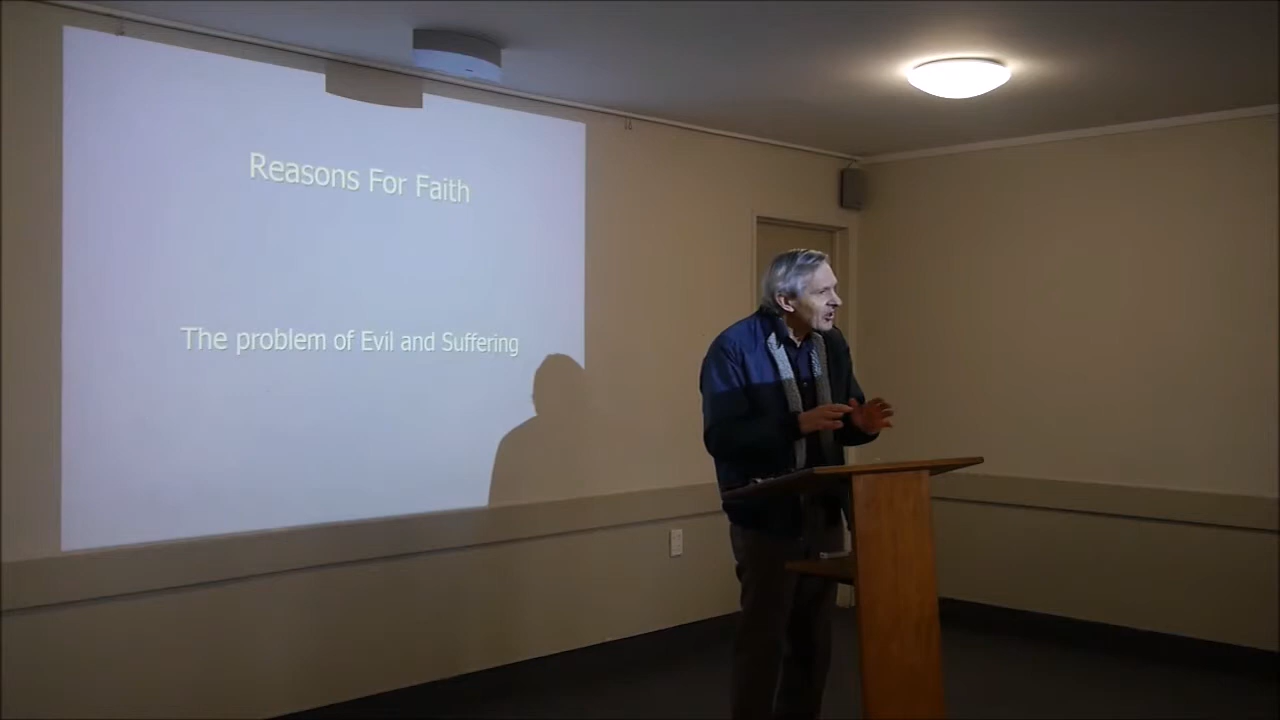 Reasons For Faith
The problem of Evil and Suffering